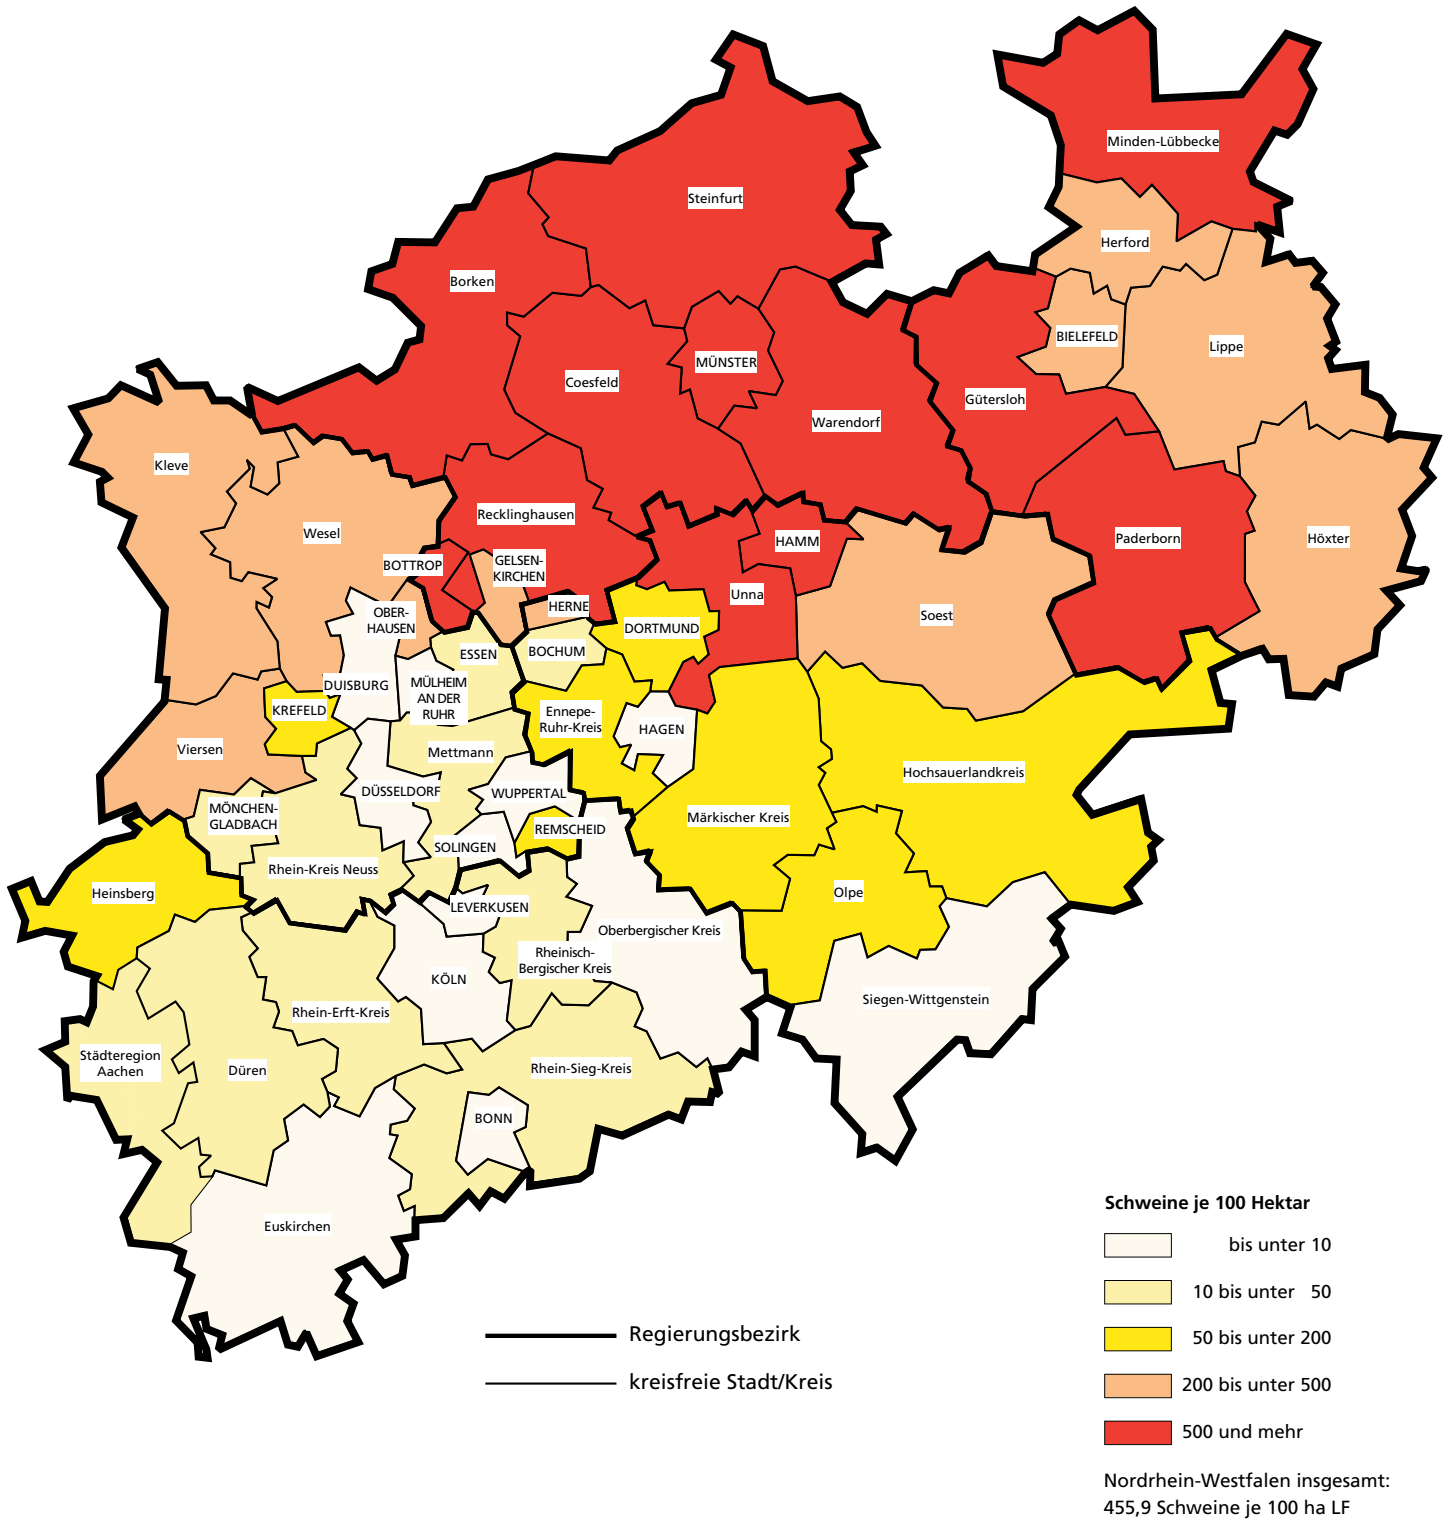 Minden-Lübbecke
Steinfurt
Herford
Borken
BIELEFELD
Lippe
MÜNSTER
Coesfeld
Gütersloh
Warendorf
Kleve
Recklinghausen
Wesel
HAMM
Paderborn
Höxter
BOTTROP
GELSEN-
KIRCHEN
Unna
HERNE
OBER-
HAUSEN
Soest
DORTMUND
ESSEN
BOCHUM
DUISBURG
MÜLHEIM
AN DER
RUHR
KREFELD
Ennepe-
Ruhr-Kreis
HAGEN
Viersen
Mettmann
Hochsauerlandkreis
DÜSSELDORF
WUPPERTAL
MÖNCHEN-
GLADBACH
Märkischer Kreis
REMSCHEID
SOLINGEN
Rhein-Kreis Neuss
Heinsberg
Olpe
LEVERKUSEN
Oberbergischer Kreis
Rheinisch-
Bergischer Kreis
KÖLN
Siegen-Wittgenstein
Rhein-Erft-Kreis
Städteregion
Aachen
Düren
Rhein-Sieg-Kreis
BONN
Euskirchen
Schweine je 100 Hektar
bis unter 10
10 bis unter 50
50 bis unter 200
200 bis unter 500
500 und mehr
Regierungsbezirk
kreisfreie Stadt/Kreis
Nordrhein-Westfalen insgesamt:
455,9 Schweine je 100 ha LF